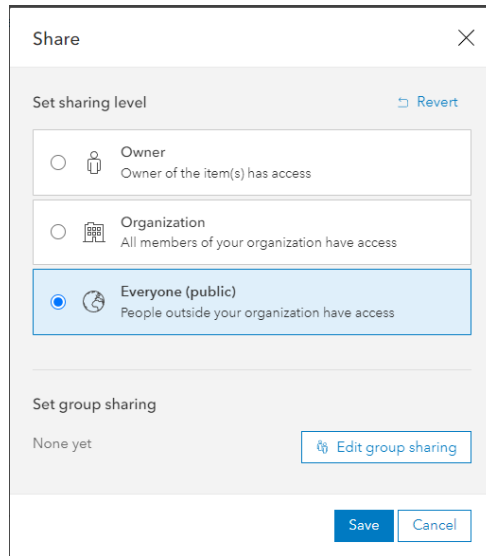 Share
Set sharing level
Revert
Owner
Owner of the item(s) has access
Organization
All members of your organization have access
Everyone (public)
People outside your organization have access
Set group sharing
None yet
Edit group sharing
Save
Cancel